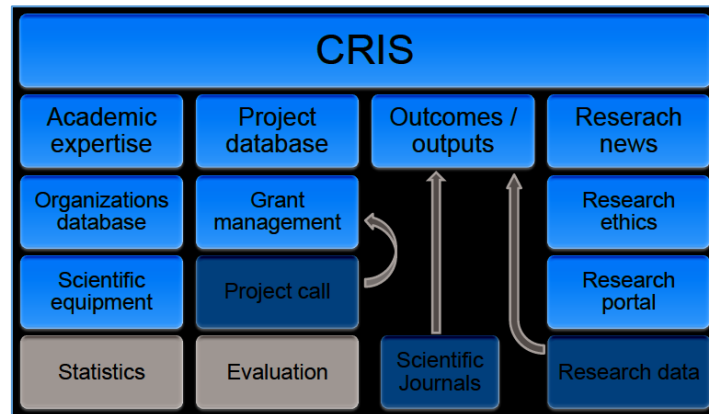 CRIS
Academic
expertise
Project
database
Outcomes /
outputs
Reserach
news
Organizations
database
Grant
management
Research
ethics
Scientific
equipment
Project call
Research
portal
Statistics
Evaluation
Scientific
Journals
Research data